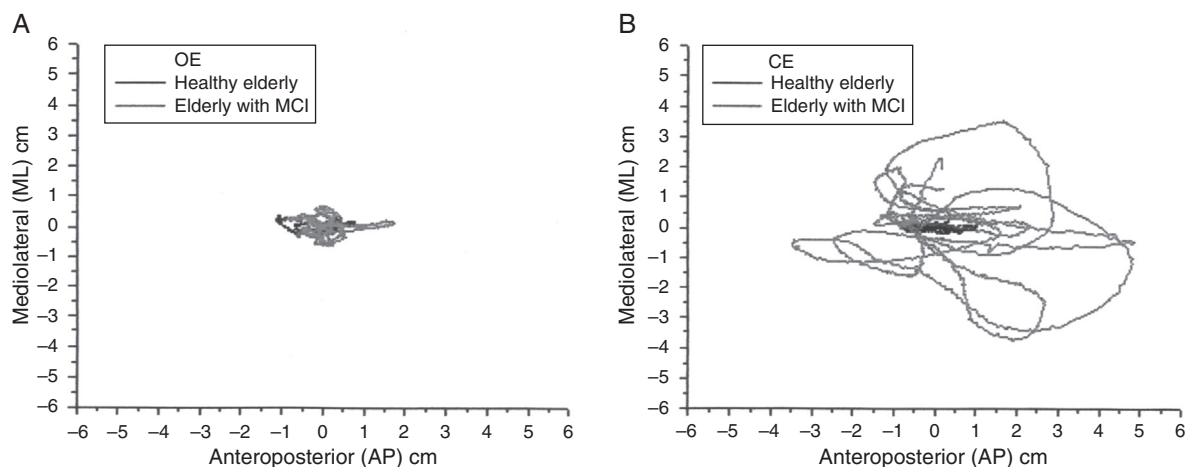 A
OE
Healthy elderly
Elderly with MCI
6
5
4
3
2
1
0
–1
–2
–3
–4
–5
–6
Mediolateral (ML) cm
–6 –5 –4 –3 –2 –1 0 1 2 3 4 5 6
Anteroposterior (AP) cm
B
CE
Healthy elderly
Elderly with MCI
6
5
4
3
2
1
0
–1
–2
–3
–4
–5
–6
Mediolateral (ML) cm
–6 –5 –4 –3 –2 –1 0 1 2 3 4 5 6
Anteroposterior (AP) cm